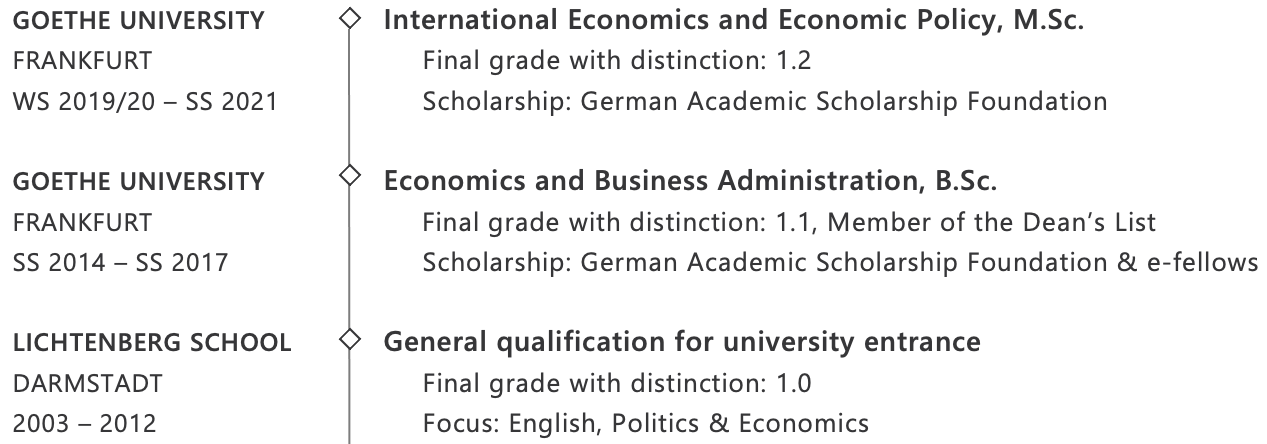 GOETHE UNIVERSITY
FRANKFURT
WS 2019/20 – SS 2021
International Economics and Economic Policy, M.Sc.
Final grade with distinction: 1.2
Scholarship: German Academic Scholarship Foundation
GOETHE UNIVERSITY
FRANKFURT
SS 2014 – SS 2017
Economics and Business Administration, B.Sc.
Final grade with distinction: 1.1, Member of the Dean’s List
Scholarship: German Academic Scholarship Foundation & e-fellows
LICHTENBERG SCHOOL
DARMSTADT
2003 – 2012
General qualification for university entrance
Final grade with distinction: 1.0
Focus: English, Politics & Economics